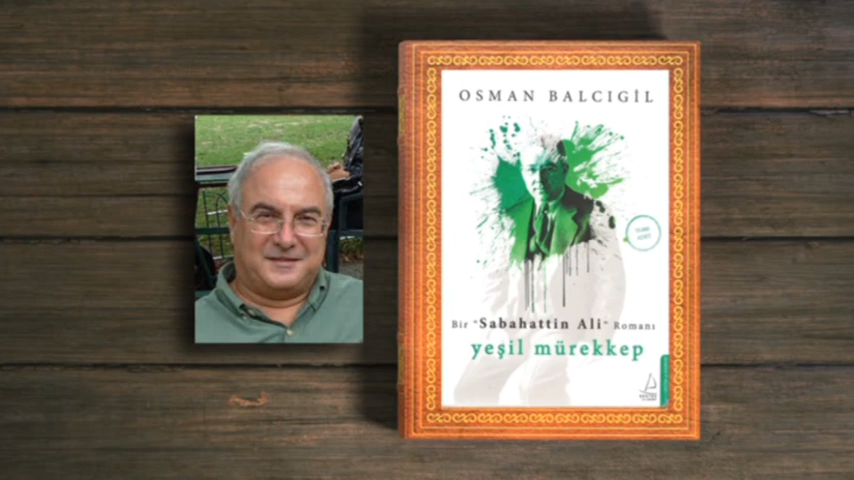 OSMAN BALCIGİL
Bir "Sabahattin Ali" Romanı
yeşil mürekkep